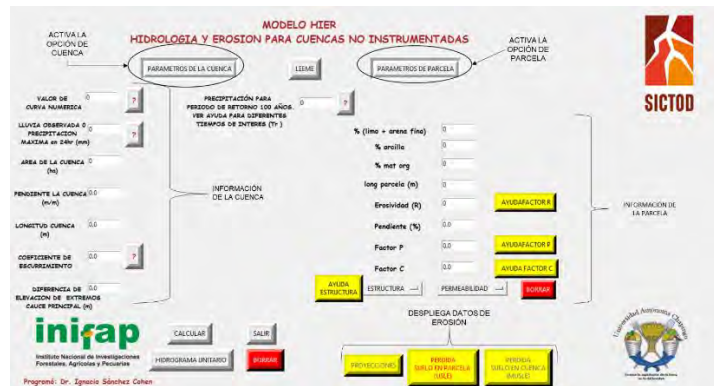 MODELO HIER
HIDROLOGIA Y EROSION PARA CUENCAS NO INSTRUMENTADAS
ACTIVA LA
OPCIÓN DE
CUENCA
ACTIVA LA
OPCIÓN DE
PARCELA
PARAMETROS DE LA CUENCA
LEEME
PARAMETROS DE PARCELA
SICTOD
VALOR DE
CURVA NUMERICA
0
?
PRECIPITACIÓN PARA
PERIODO DE RETORNO 100 AÑOS.
VER AYUDA PARA DIFERENTES
TIEMPOS DE INTERES (Tr )
0
?
LLUVIA OBSERVADA O
PRECIPITACION
MAXIMA en 24hr (mm)
0
?
AREA DE LA CUENCA
(ha)
0
PENDIENTE LA CUENCA
(m/m)
0.0
LONGITUD CUENCA
(m)
0.0
COEFICIENTE DE
ESCURRIMIENTO
0.0
?
DIFERENCIA DE
ELEVACION DE EXTREMOS
CAUCE PRINCIPAL (m)
0.0
INFORMACIÓN
DE LA CUENCA
% (limo + arena fina)
0
% arcilla
0
% mat org
0
long parcela (m)
0
Erosividad (R)
0
AYUDAFACTOR R
Pendiente (%)
0.0
Factor P
0.0
AYUDAFACTOR P
Factor C
0.0
AYUDA FACTOR C
INFORMACIÓN DE
LA PARCELA
AYUDA
ESTRUCTURA
ESTRUCTURA
PERMEABILIDAD
BORRAR
DESPLIEGA DATOS DE
EROSIÓN
PROYECCIONES
PERDIDA
SUELO EN PARCELA
(USLE)
PERDIDA
SUELO EN CUENCA
(MUSLE)
inifap
Instituto Nacional de Investigaciones
Forestales, Agrícolas y Pecuarias
CALCULAR
SALIR
HIDROGRAMA UNITARIO
BORRAR
Programó: Dr. Ignacio Sánchez Cohen
Universidad Autónoma Chapingo